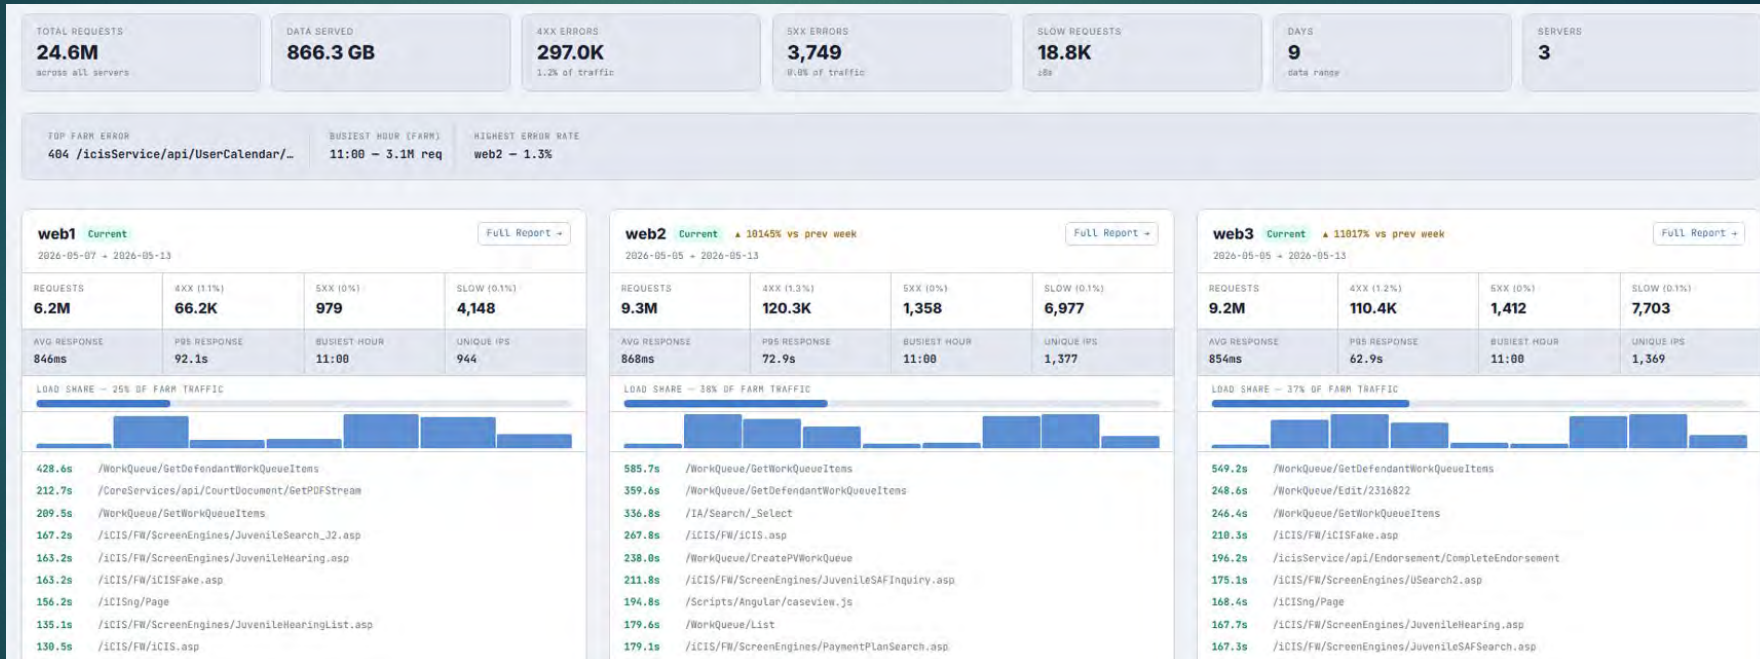 TOTAL REQUESTS
24.6M
across all servers
DATA SERVED
866.3 GB
4XX ERRORS
297.0K
1.2% of traffic
5XX ERRORS
3,749
0.0% of traffic
SLOW REQUESTS
18.8K
≥8s
DAYS
9
data range
SERVERS
3
TOP FARM ERROR
404 /icisService/api/UserCalendar/…
BUSIEST HOUR (FARM)
11:00 — 3.1M req
HIGHEST ERROR RATE
web2 — 1.3%
web1 Current
Full Report →
2026-05-07 → 2026-05-13
REQUESTS
6.2M
4XX (1.1%)
66.2K
5XX (0%)
979
SLOW (0.1%)
4,148
AVG RESPONSE
846ms
P95 RESPONSE
92.1s
BUSIEST HOUR
11:00
UNIQUE IPS
944
LOAD SHARE — 25% OF FARM TRAFFIC
428.6s /WorkQueue/GetDefendantWorkQueueItems
212.7s /CoreServices/api/CourtDocument/GetPDFStream
209.5s /WorkQueue/GetWorkQueueItems
167.2s /iCIS/FW/ScreenEngines/JuvenileSearch_J2.asp
163.2s /iCIS/FW/ScreenEngines/JuvenileHearing.asp
163.2s /iCIS/FW/iCISFake.asp
156.2s /iCISng/Page
135.1s /iCIS/FW/ScreenEngines/JuvenileHearingList.asp
130.5s /iCIS/FW/iCIS.asp
web2 Current ▲ 10145% vs prev week
Full Report →
2026-05-05 → 2026-05-13
REQUESTS
9.3M
4XX (1.3%)
120.3K
5XX (0%)
1,358
SLOW (0.1%)
6,977
AVG RESPONSE
868ms
P95 RESPONSE
72.9s
BUSIEST HOUR
11:00
UNIQUE IPS
1,377
LOAD SHARE — 38% OF FARM TRAFFIC
585.7s /WorkQueue/GetWorkQueueItems
359.6s /WorkQueue/GetDefendantWorkQueueItems
336.8s /IA/Search/_Select
267.8s /iCIS/FW/iCIS.asp
238.0s /WorkQueue/CreatePVWorkQueue
211.8s /iCIS/FW/ScreenEngines/JuvenileSAFInquiry.asp
194.8s /Scripts/Angular/caseview.js
179.6s /WorkQueue/List
179.1s /iCIS/FW/ScreenEngines/PaymentPlanSearch.asp
web3 Current ▲ 11017% vs prev week
Full Report →
2026-05-05 → 2026-05-13
REQUESTS
9.2M
4XX (1.2%)
110.4K
5XX (0%)
1,412
SLOW (0.1%)
7,703
AVG RESPONSE
854ms
P95 RESPONSE
62.9s
BUSIEST HOUR
11:00
UNIQUE IPS
1,369
LOAD SHARE — 37% OF FARM TRAFFIC
549.2s /WorkQueue/GetDefendantWorkQueueItems
248.6s /WorkQueue/Edit/2316822
246.4s /WorkQueue/GetWorkQueueItems
210.3s /iCIS/FW/iCISFake.asp
196.2s /icisService/api/Endorsement/CompleteEndorsement
175.1s /iCIS/FW/ScreenEngines/USearch2.asp
168.4s /iCISng/Page
167.7s /iCIS/FW/ScreenEngines/JuvenileHearing.asp
167.3s /iCIS/FW/ScreenEngines/JuvenileSAFSearch.asp